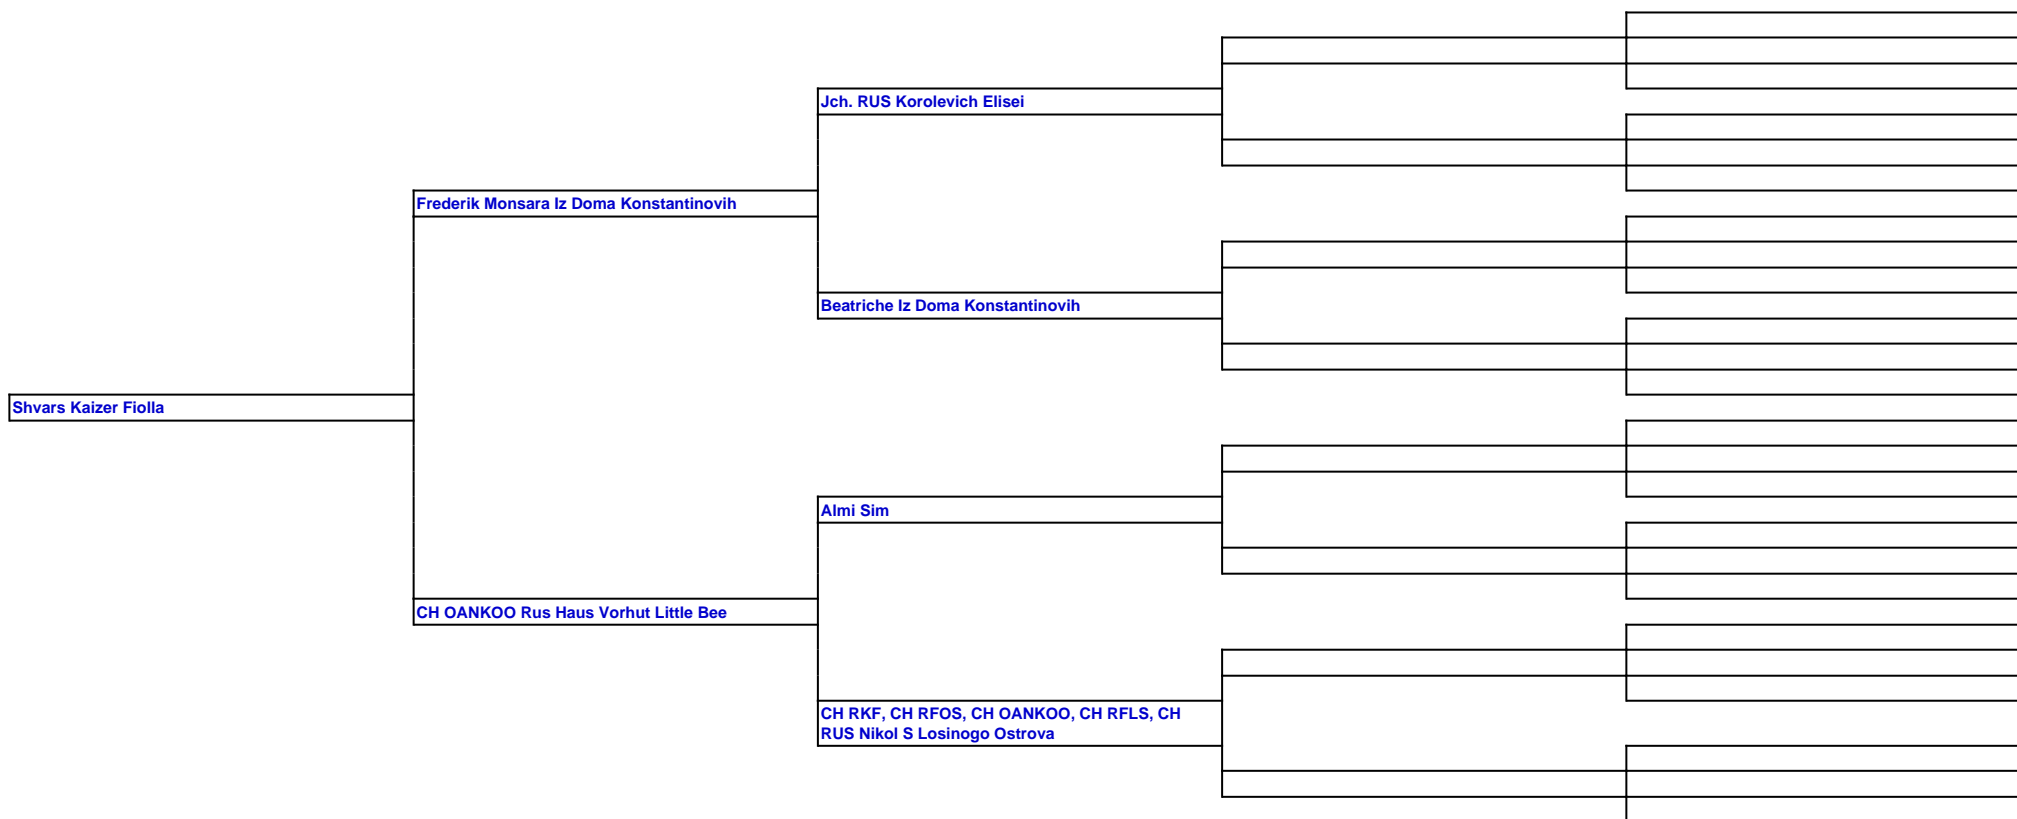 Jch. RUS Korolevich Elisei
Frederik Monsara Iz Doma Konstantinovih
Beatriche Iz Doma Konstantinovih
Shvars Kaizer Fiolla
Almi Sim
CH OANKOO Rus Haus Vorhut Little Bee
CH RKF, CH RFOS, CH OANKOO, CH RFLS, CH
RUS Nikol S Losinogo Ostrova